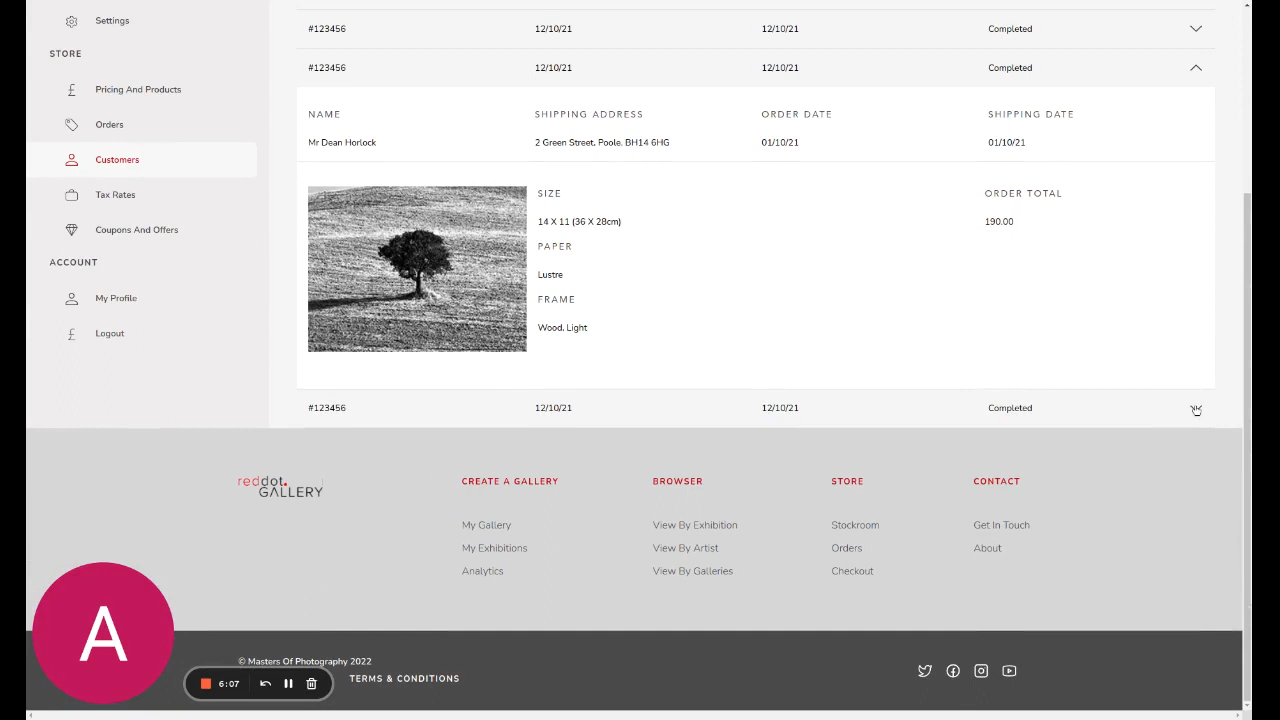 Settings
STORE
Pricing And Products
Orders
Customers
Tax Rates
Coupons And Offers
ACCOUNT
My Profile
Logout
#123456 12/10/21 12/10/21 Completed
#123456 12/10/21 12/10/21 Completed
NAME SHIPPING ADDRESS ORDER DATE SHIPPING DATE
Mr Dean Horlock 2 Green Street, Poole, BH14 6HG 01/10/21 01/10/21
SIZE ORDER TOTAL
14 X 11 (36 X 28cm) 190.00
PAPER
Lustre
FRAME
Wood, Light
#123456 12/10/21 12/10/21 Completed
reddot.
GALLERY
CREATE A GALLERY
My Gallery
My Exhibitions
Analytics
BROWSER
View By Exhibition
View By Artist
View By Galleries
STORE
Stockroom
Orders
Checkout
CONTACT
Get In Touch
About
A
© Masters Of Photography 2022
6:07
TERMS & CONDITIONS